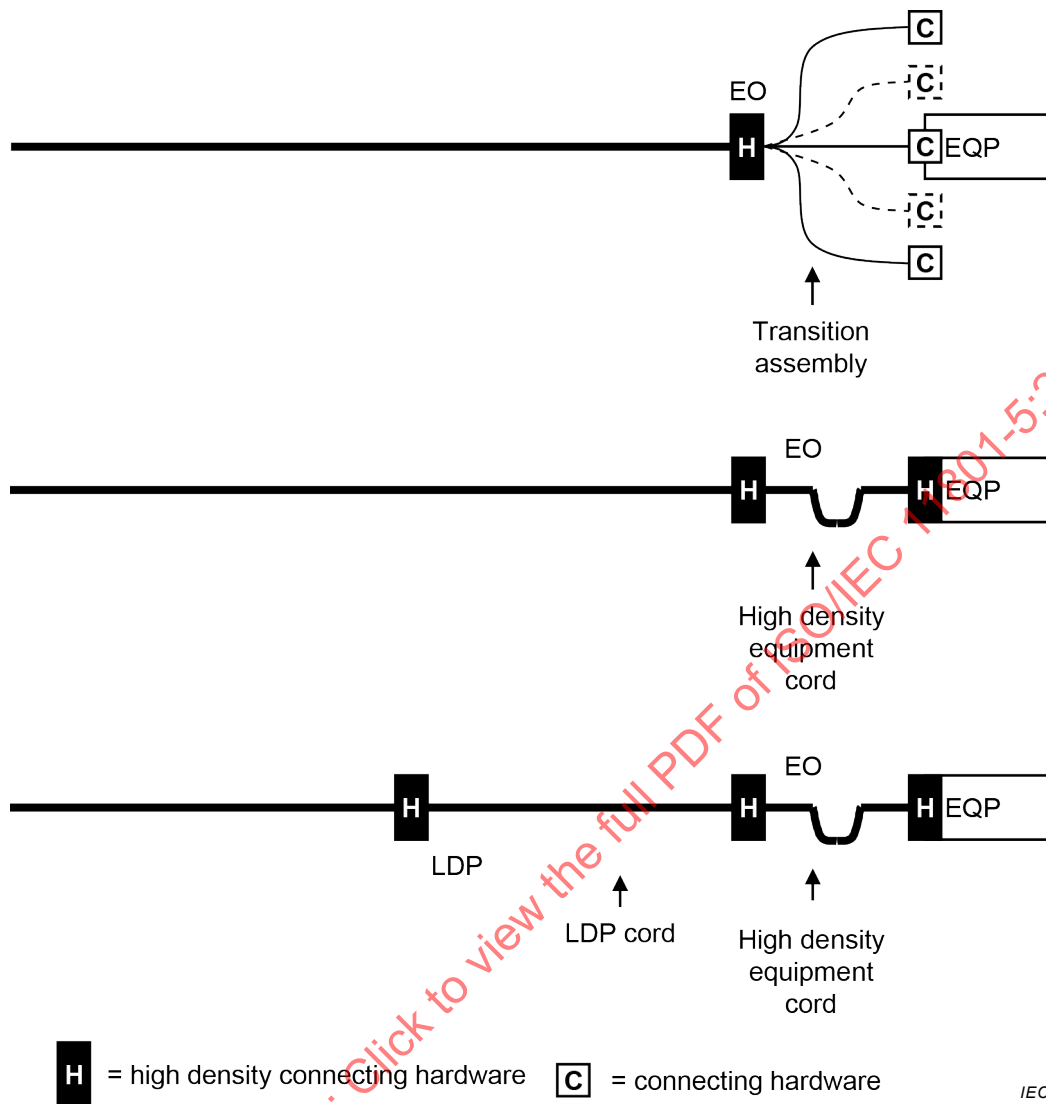 C
C
EO
H
C
EQP
C
C
Transition
assembly
EO
H
H
EQP
High density
equipment
cord
EO
H
H
H
EQP
LDP
LDP cord
High density
equipment
cord
H = high density connecting hardware
C = connecting hardware
IEC
: Click to view the full PDF of ISO/IEC 11801-5:2